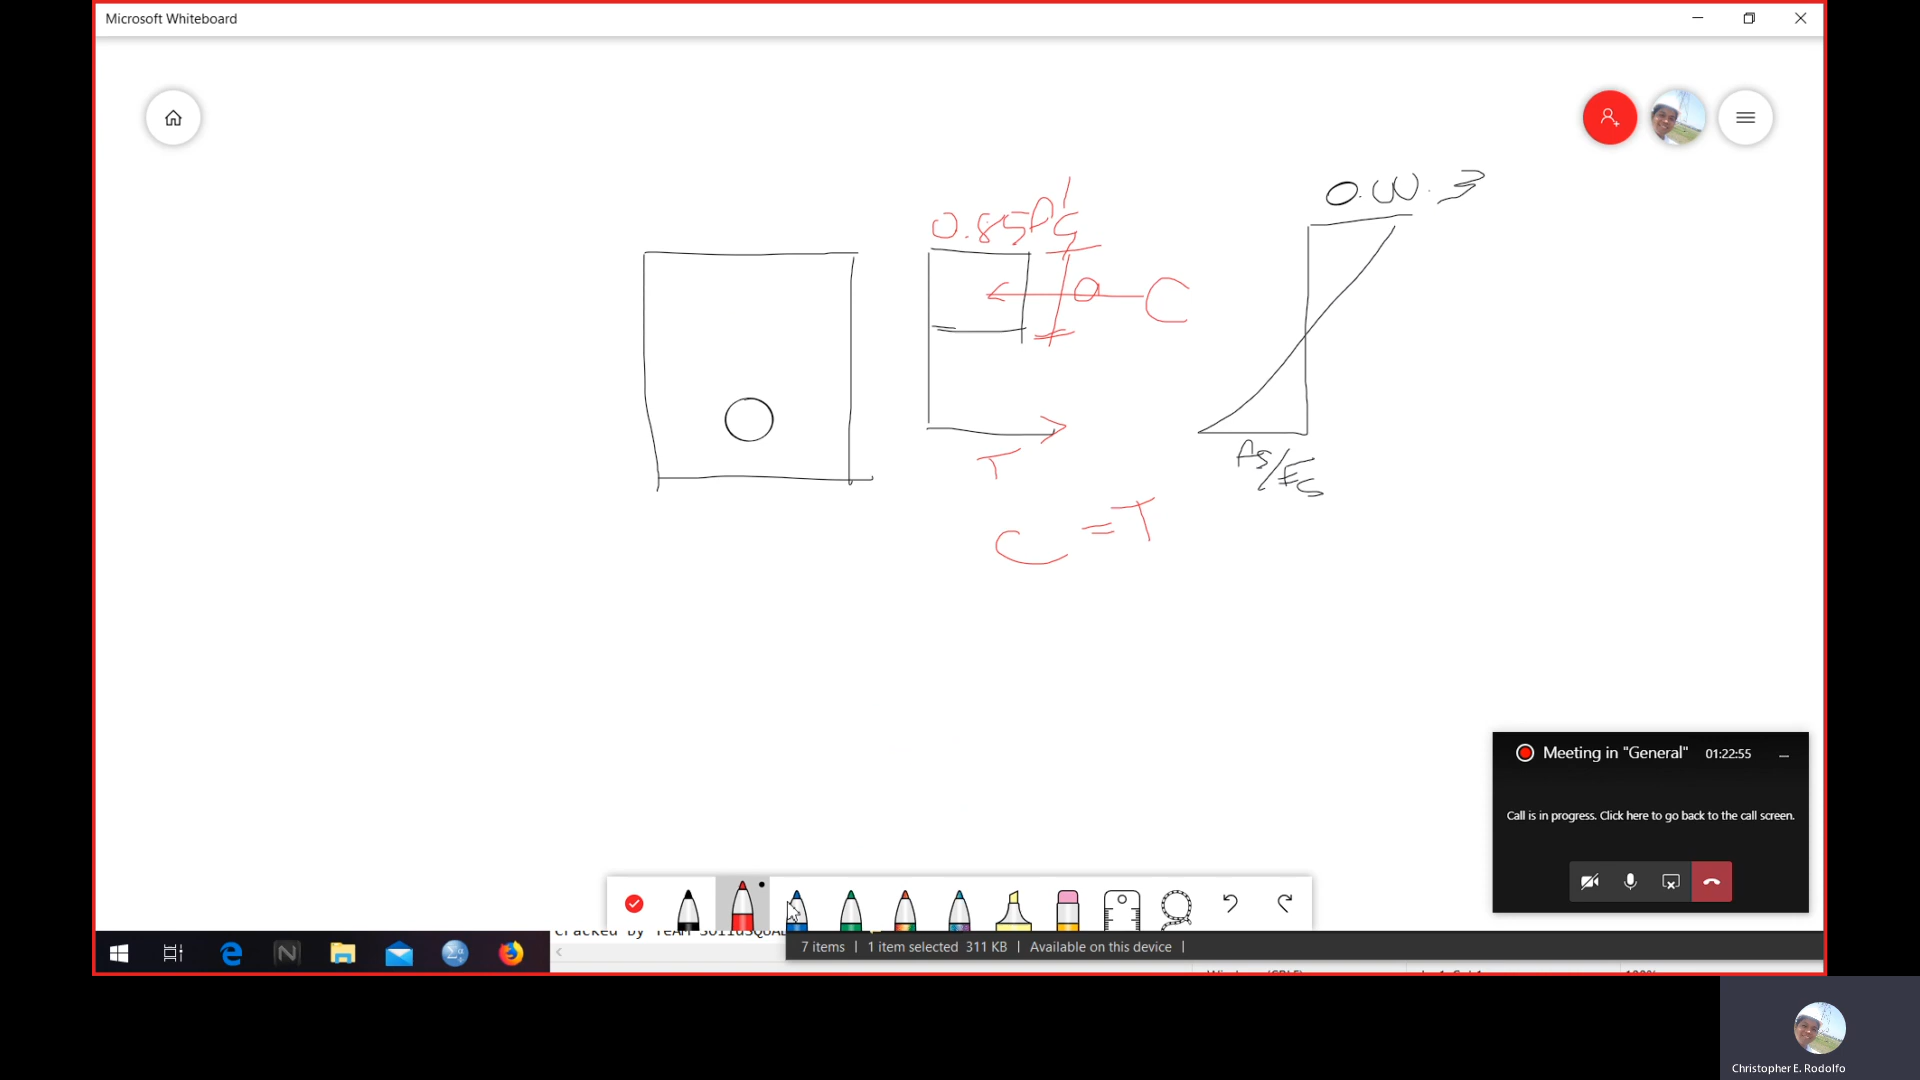 Microsoft Whiteboard
0.003
0.85f'c
a
C
T
fs/Es
C = T
Meeting in "General" 01:22:55
Call is in progress. Click here to go back to the call screen.
7 items | 1 item selected 311 KB | Available on this device |
Christopher E. Rodolfo